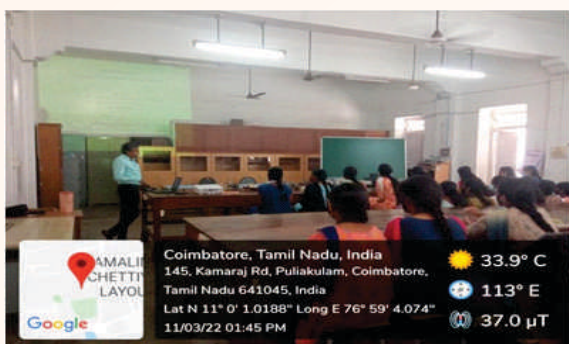 AMALI
CHETTI
LAYOU
Google
Coimbatore, Tamil Nadu, India
145, Kamaraj Rd, Puliakulam, Coimbatore,
Tamil Nadu 641045, India
Lat N 11° 0' 1.0188" Long E 76° 59' 4.074"
11/03/22 01:45 PM
33.9° C
113° E
37.0 µT